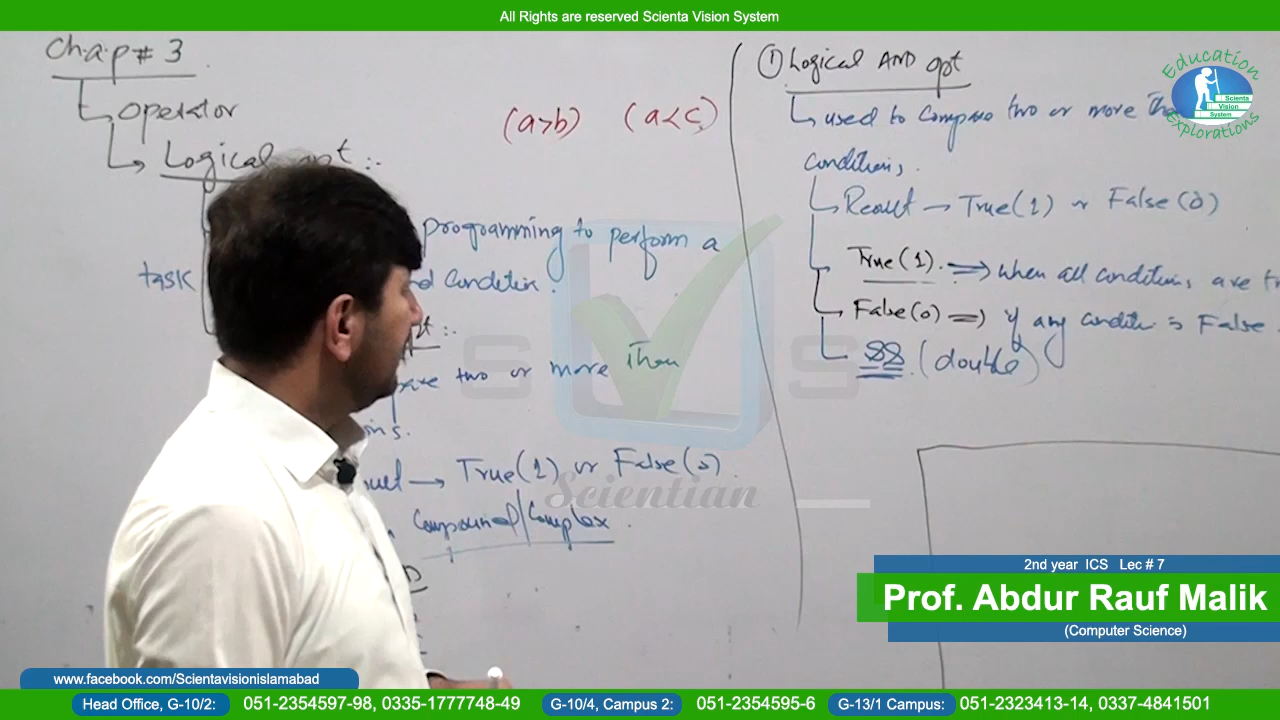 All Rights are reserved Scienta Vision System
Chap # 3
Operator
Logical opt :-
(a>b) (a<c)
programming to perform a
task
and condition.
opt :-
two or more than
ons.
→ True(1) or False(0)
Compound/Complex
① Logical AND opt
used to compare two or more than
conditions.
Result → True(1) or False(0)
True(1). => when all conditions are
False(0) => if any condition is False
&& (double)
Education
Scienta
Vision
System
Explorations
SVS
Scientian
2nd year ICS Lec # 7
Prof. Abdur Rauf Malik
(Computer Science)
www.facebook.com/Scientavisionislamabad
Head Office, G-10/2: 051-2354597-98, 0335-1777748-49 G-10/4, Campus 2: 051-2354595-6 G-13/1 Campus: 051-2323413-14, 0337-4841501